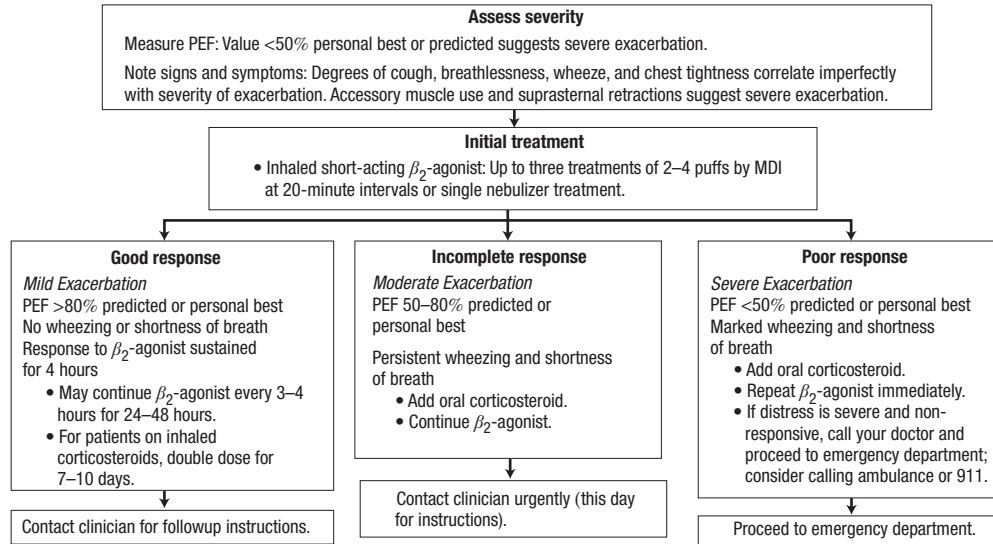 Assess severity
Measure PEF: Value <50% personal best or predicted suggests severe exacerbation.
Note signs and symptoms: Degrees of cough, breathlessness, wheeze, and chest tightness correlate imperfectly
with severity of exacerbation. Accessory muscle use and suprasternal retractions suggest severe exacerbation.
Initial treatment
• Inhaled short-acting β₂-agonist: Up to three treatments of 2–4 puffs by MDI
at 20-minute intervals or single nebulizer treatment.
Good response
Mild Exacerbation
PEF >80% predicted or personal best
No wheezing or shortness of breath
Response to β₂-agonist sustained
for 4 hours
• May continue β₂-agonist every 3–4
hours for 24–48 hours.
• For patients on inhaled
corticosteroids, double dose for
7–10 days.
Contact clinician for followup instructions.
Incomplete response
Moderate Exacerbation
PEF 50–80% predicted or
personal best
Persistent wheezing and shortness
of breath
• Add oral corticosteroid.
• Continue β₂-agonist.
Contact clinician urgently (this day
for instructions).
Poor response
Severe Exacerbation
PEF <50% predicted or personal best
Marked wheezing and shortness
of breath
• Add oral corticosteroid.
• Repeat β₂-agonist immediately.
• If distress is severe and non-
responsive, call your doctor and
proceed to emergency department;
consider calling ambulance or 911.
Proceed to emergency department.